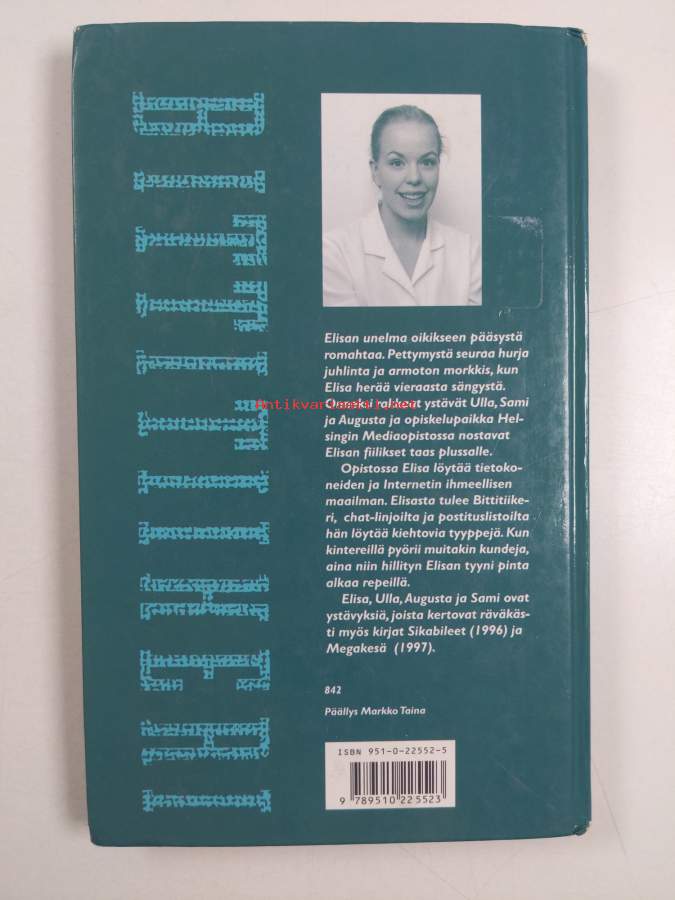 BITTITIIKERI
Elisan unelma oikikseen pääsystä
romahtaa. Pettymystä seuraa hurja
juhlinta ja armoton morkkis, kun
Elisa herää vieraasta sängystä.
Onneksi rakkaat ystävät Ulla, Sami
ja Augusta ja opiskelupaikka Hel-
singin Mediaopistossa nostavat
Elisan fiilikset taas plussalle.
Opistossa Elisa löytää tietoko-
neiden ja Internetin ihmeellisen
maailman. Elisasta tulee Bittitiike-
ri, chat-linjoilta ja postituslistoilta
hän löytää kiehtovia tyyppejä. Kun
kintereillä pyörii muitakin kundeja,
aina niin hillityn Elisan tyyni pinta
alkaa repeillä.
Elisa, Ulla, Augusta ja Sami ovat
ystävyksiä, joista kertovat räväkäs-
ti myös kirjat Sikabileet (1996) ja
Megakesä (1997).
842
Päällys Markko Taina
ISBN 951-0-22552-5
9 789510 225523
Antikvariaatti.net